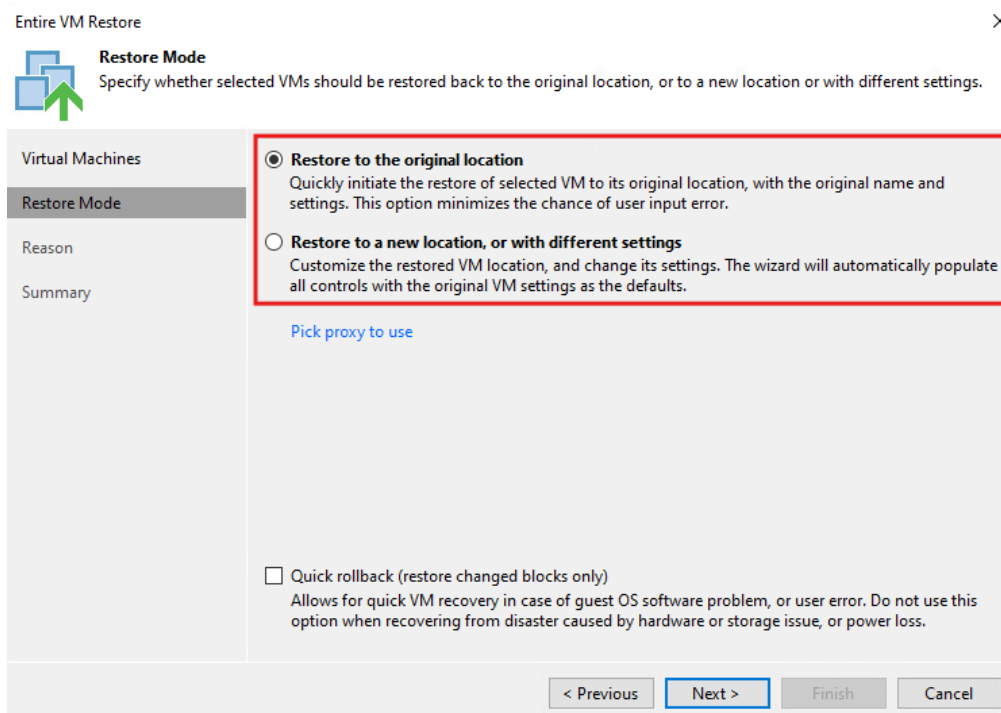 Entire VM Restore
Restore Mode
Specify whether selected VMs should be restored back to the original location, or to a new location or with different settings.
Virtual Machines
Restore Mode
Reason
Summary
Restore to the original location
Quickly initiate the restore of selected VM to its original location, with the original name and
settings. This option minimizes the chance of user input error.
Restore to a new location, or with different settings
Customize the restored VM location, and change its settings. The wizard will automatically populate
all controls with the original VM settings as the defaults.
Pick proxy to use
Quick rollback (restore changed blocks only)
Allows for quick VM recovery in case of guest OS software problem, or user error. Do not use this
option when recovering from disaster caused by hardware or storage issue, or power loss.
< Previous
Next >
Finish
Cancel